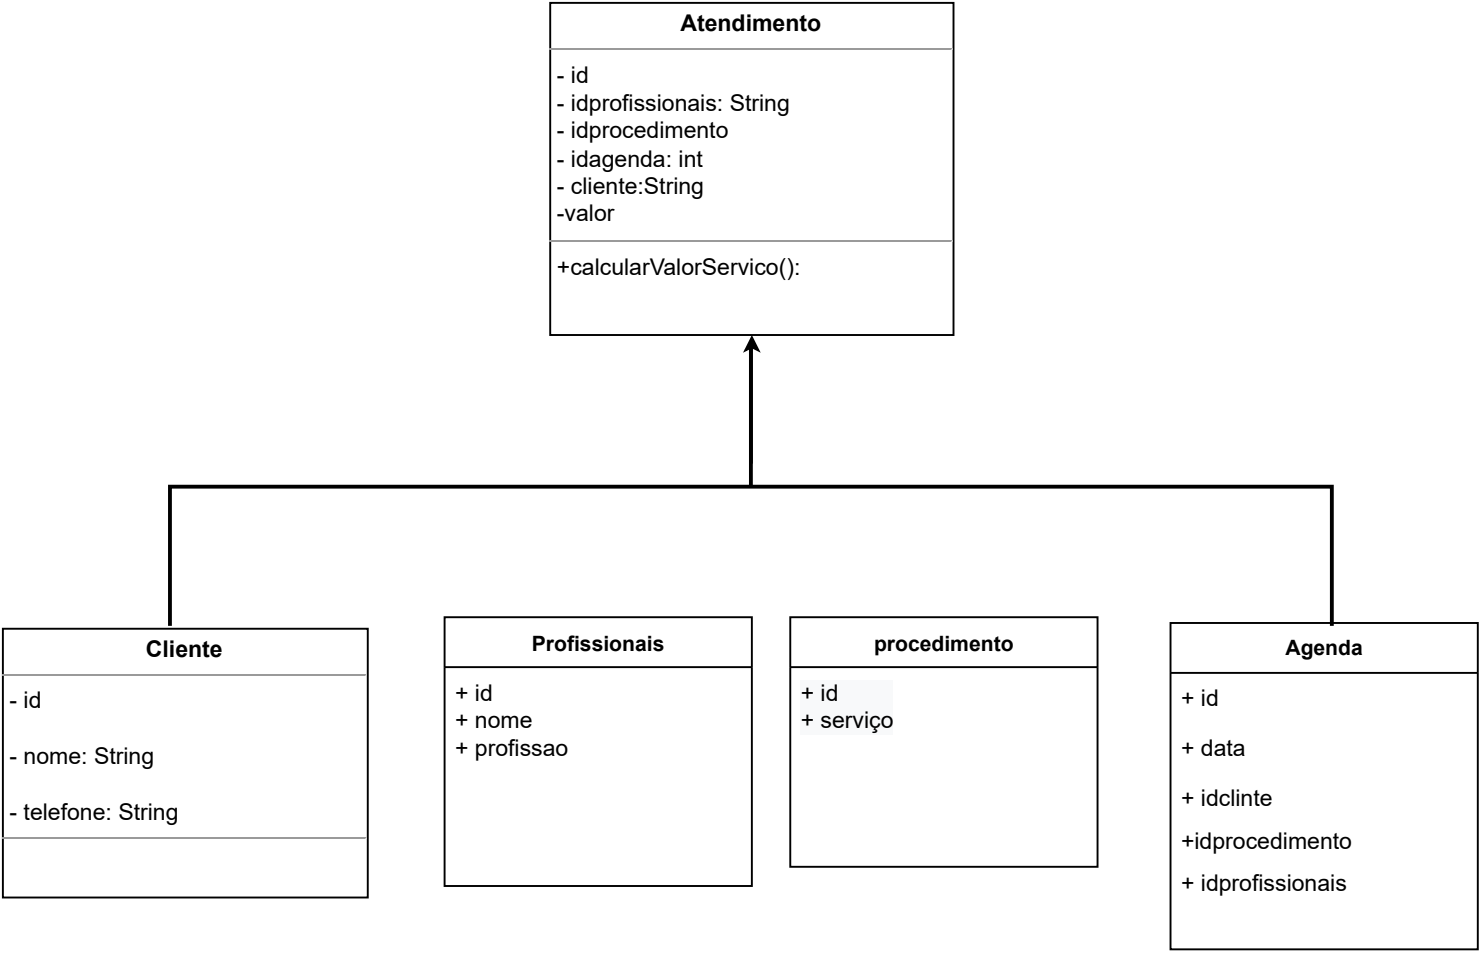 Atendimento
- id
- idprofissionais: String
- idprocedimento
- idagenda: int
- cliente:String
-valor
+calcularValorServico():
Cliente
- id
- nome: String
- telefone: String
Profissionais
+ id
+ nome
+ profissao
procedimento
+ id
+ serviço
Agenda
+ id
+ data
+ idclinte
+idprocedimento
+ idprofissionais